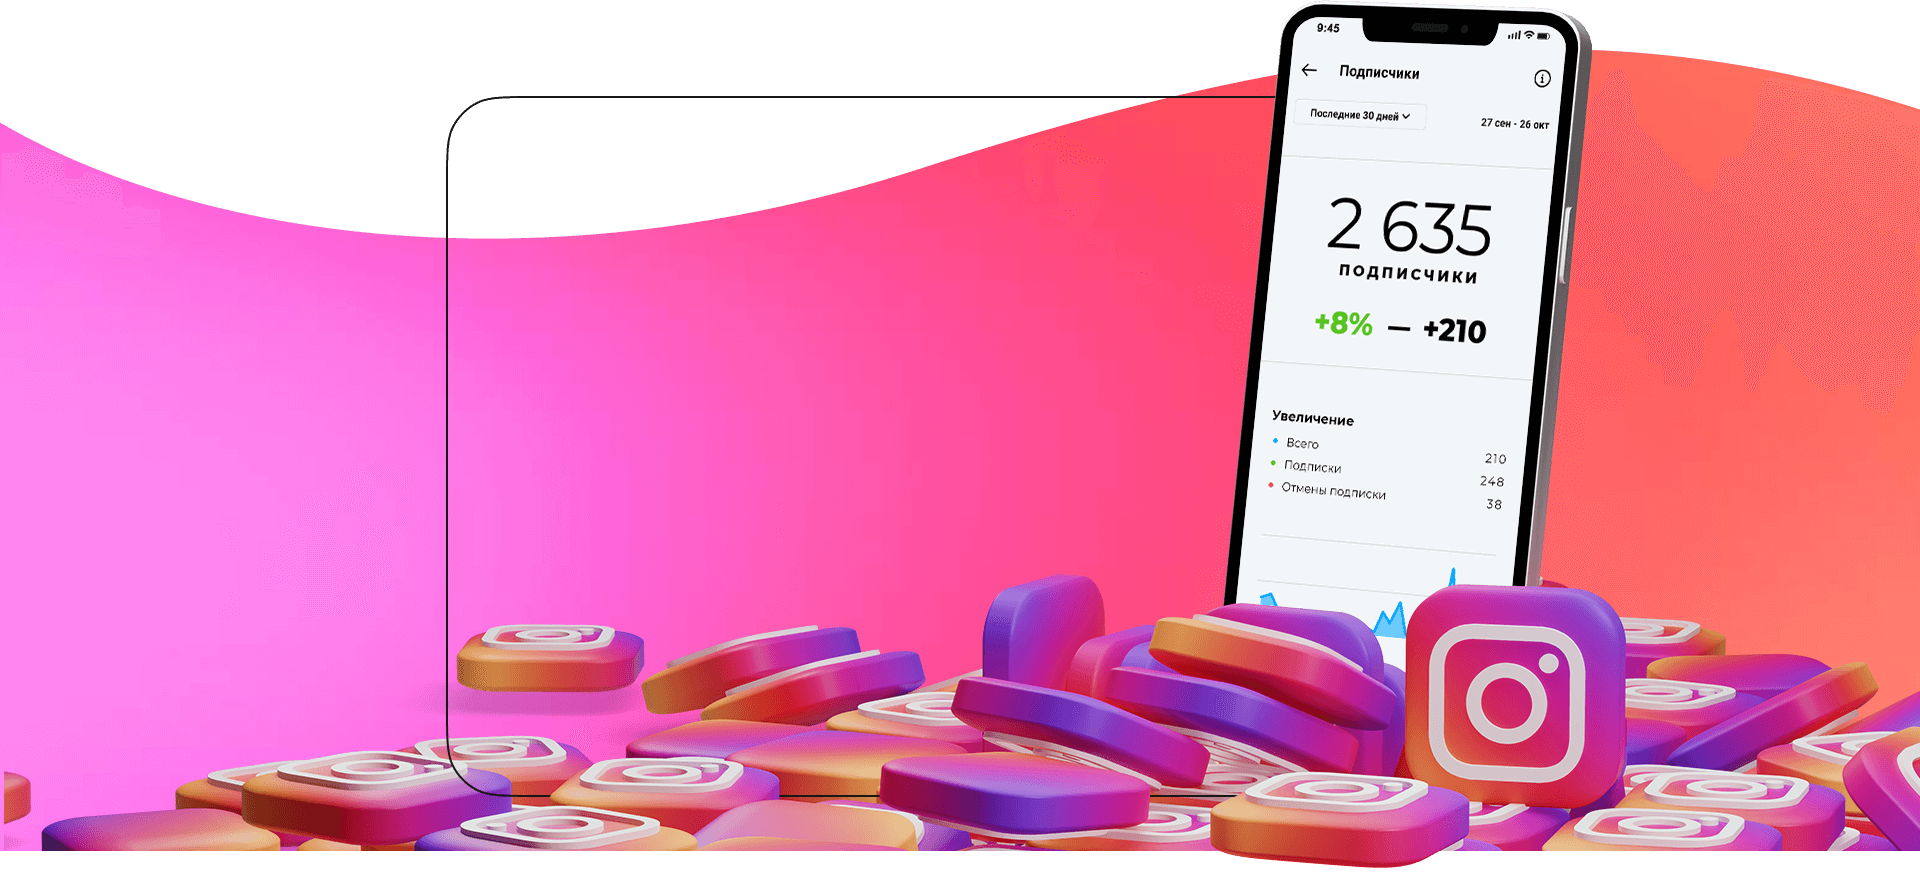 9:45
Подписчики
Последние 30 дней
27 сен - 26 окт
2 635
подписчики
+8% — +210
Увеличение
Всего 210
Подписки 248
Отмены подписки 38